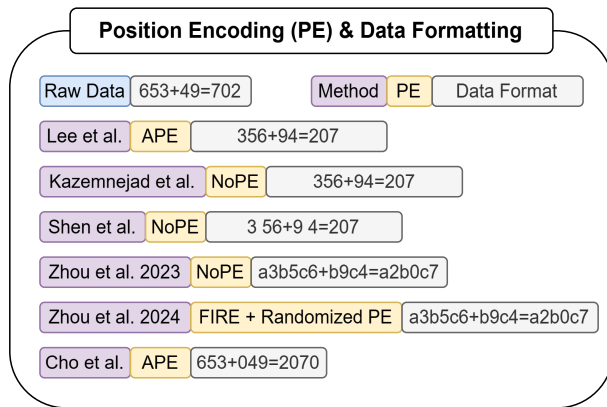 Position Encoding (PE) & Data Formatting
Raw Data 653+49=702 Method PE Data Format
Lee et al. APE 356+94=207
Kazemnejad et al. NoPE 356+94=207
Shen et al. NoPE 3 56+9 4=207
Zhou et al. 2023 NoPE a3b5c6+b9c4=a2b0c7
Zhou et al. 2024 FIRE + Randomized PE a3b5c6+b9c4=a2b0c7
Cho et al. APE 653+049=2070